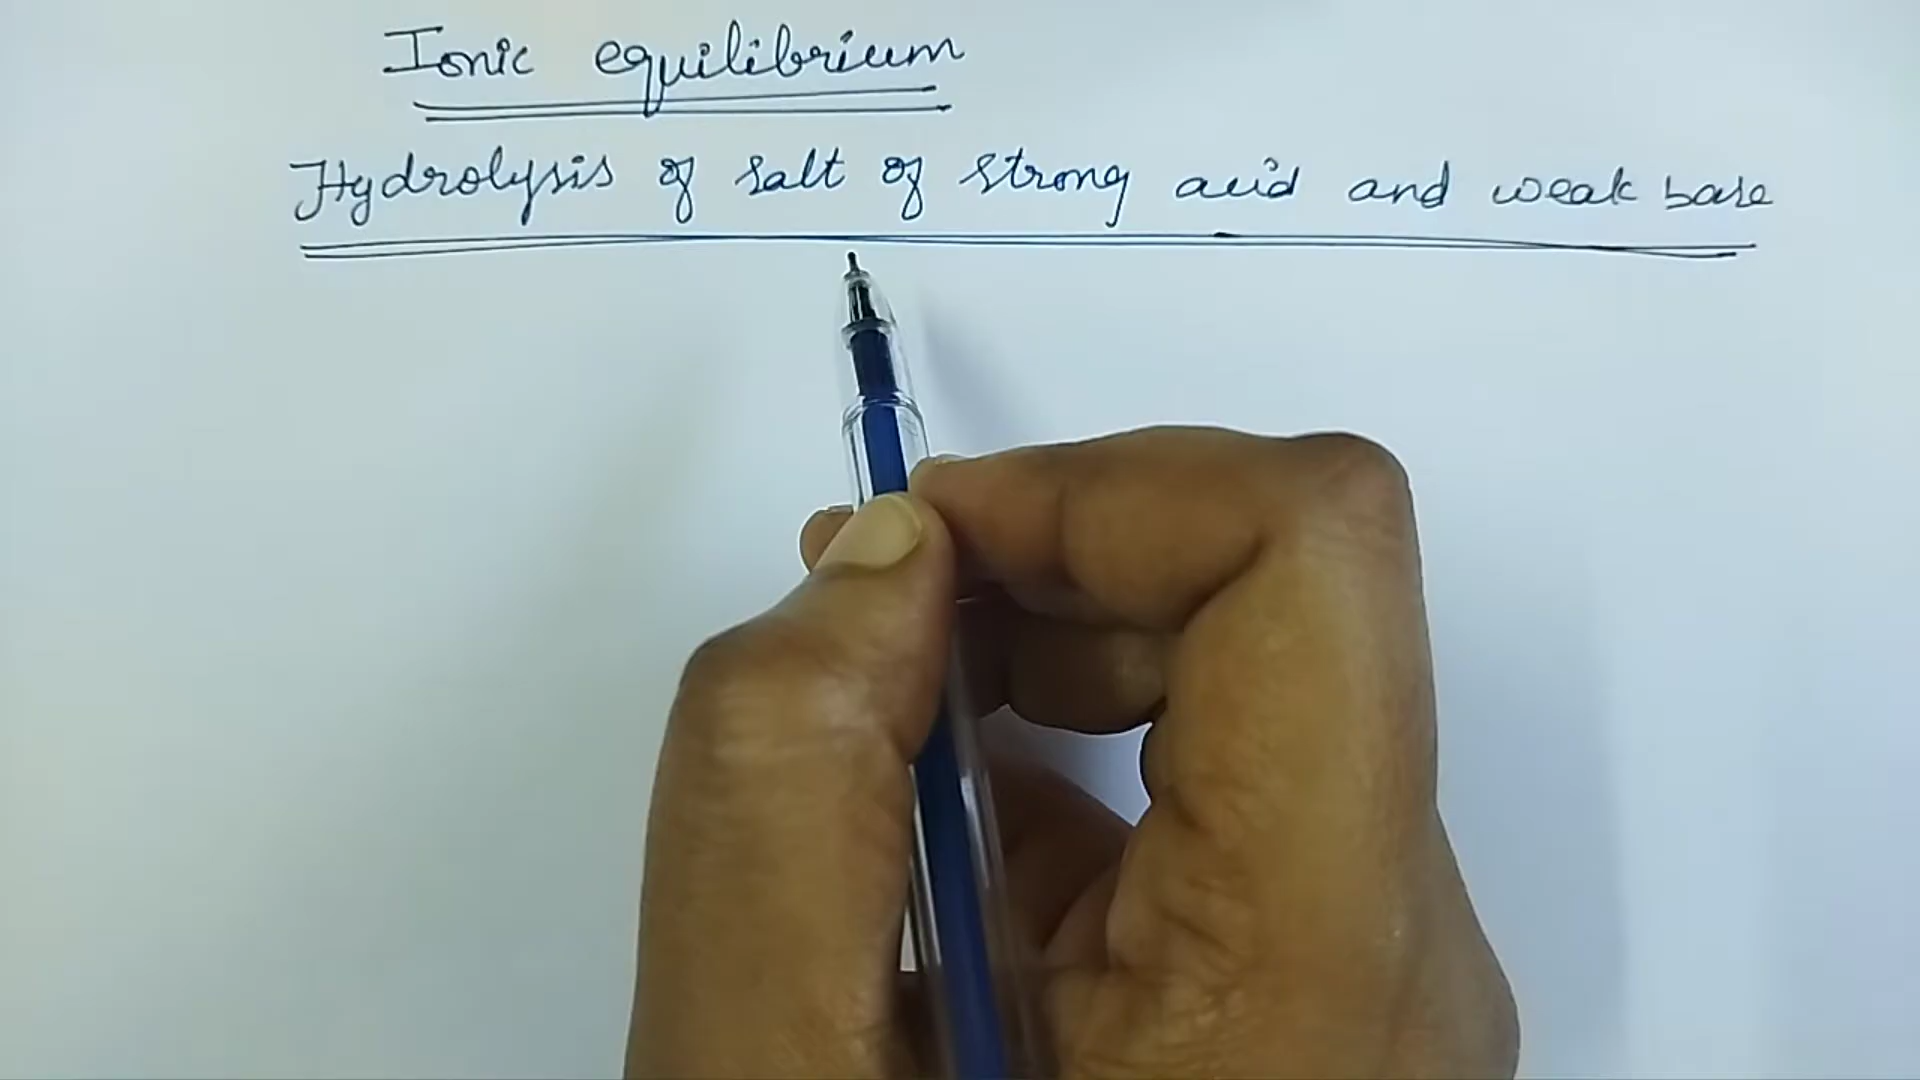 Ionic equilibrium
Hydrolysis of salt of strong acid and weak base